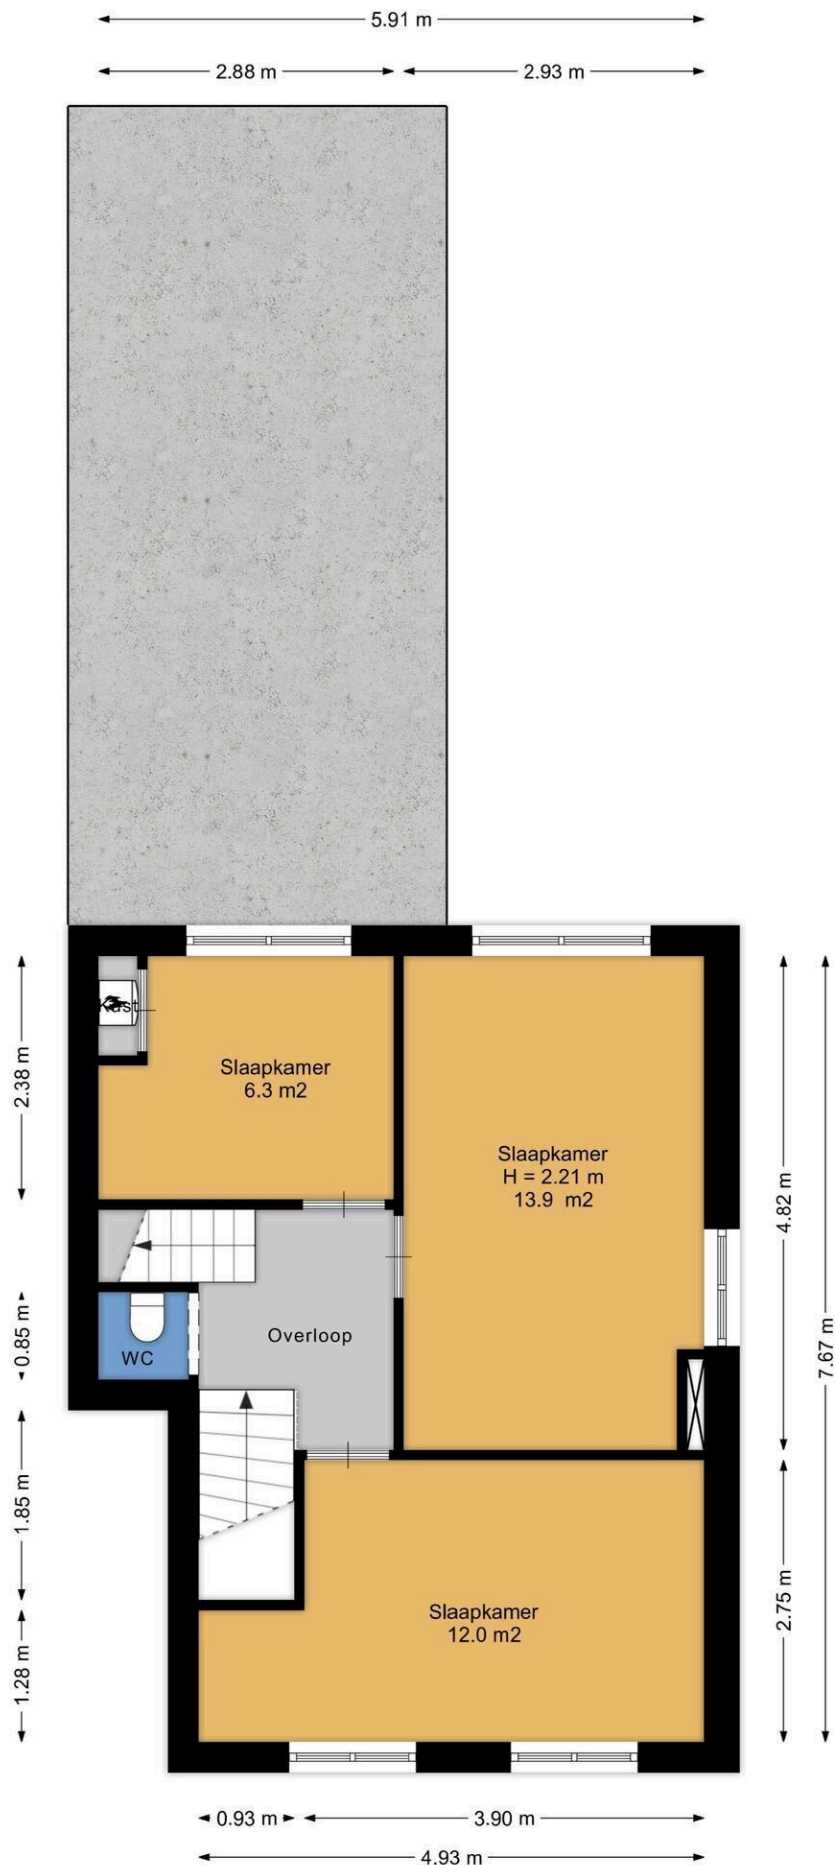 5.91 m
2.88 m
2.93 m
Kast
2.38 m
Slaapkamer
6.3 m2
Slaapkamer
H = 2.21 m
13.9 m2
4.82 m
0.85 m
WC
Overloop
7.67 m
1.85 m
2.75 m
Slaapkamer
12.0 m2
1.28 m
0.93 m
3.90 m
4.93 m